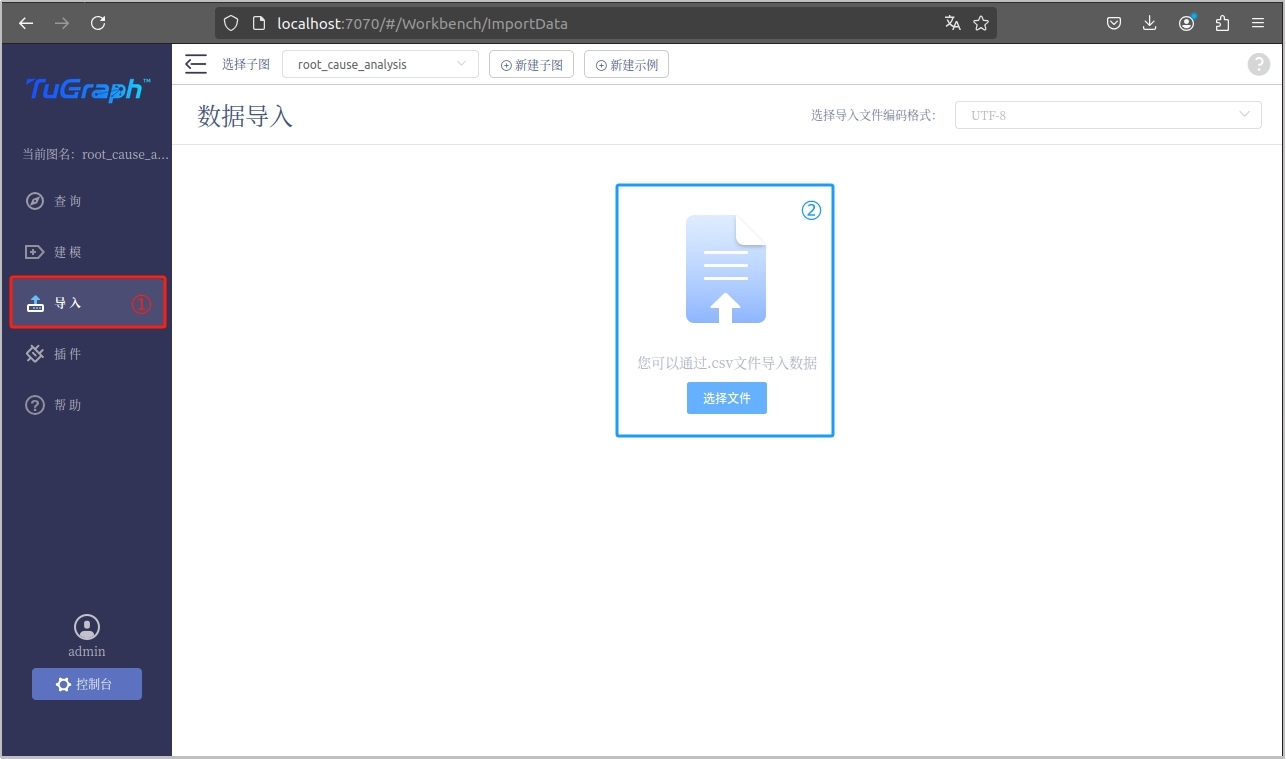 localhost:7070/#/Workbench/ImportData
TuGraph™
选择子图 root_cause_analysis 新建子图 新建示例 ?
数据导入
选择导入文件编码格式: UTF-8
当前图名: root_cause_a...
查询
建模
导入 ①
插件
帮助
②
您可以通过.csv文件导入数据
选择文件
admin
控制台